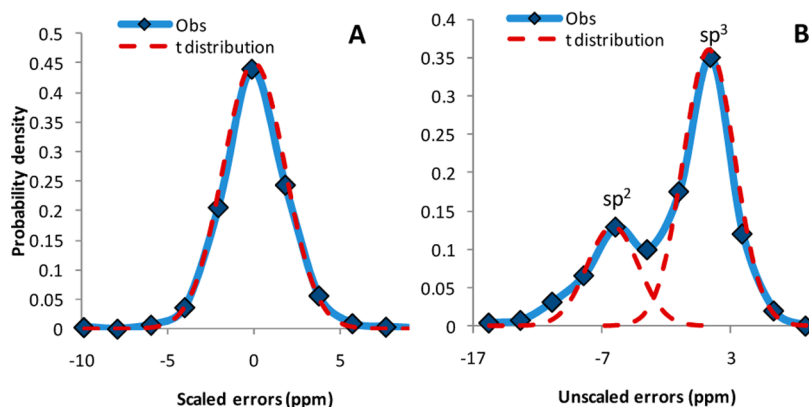 Obs
t distribution
A
0.5
0.45
0.4
0.35
0.3
0.25
0.2
0.15
0.1
0.05
0
Probability density
-10
-5
0
5
Scaled errors (ppm)
Obs
t distribution
B
sp³
sp²
0.4
0.35
0.3
0.25
0.2
0.15
0.1
0.05
0
-17
-7
3
Unscaled errors (ppm)